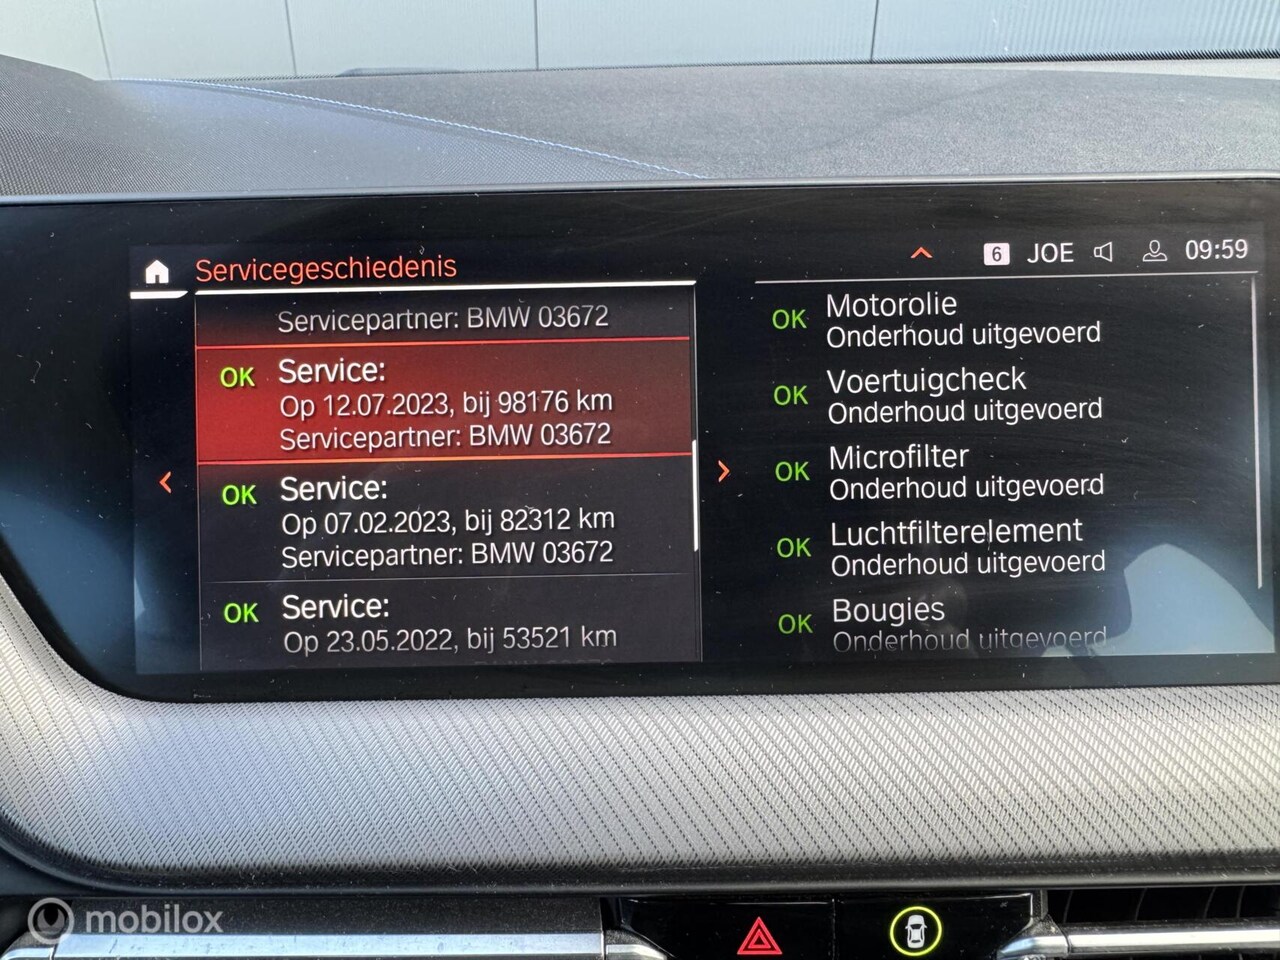 Servicegeschiedenis
6 JOE 09:59
Servicepartner: BMW 03672
OK Service:
Op 12.07.2023, bij 98176 km
Servicepartner: BMW 03672
OK Service:
Op 07.02.2023, bij 82312 km
Servicepartner: BMW 03672
OK Service:
Op 23.05.2022, bij 53521 km
OK Motorolie
Onderhoud uitgevoerd
OK Voertuigcheck
Onderhoud uitgevoerd
OK Microfilter
Onderhoud uitgevoerd
OK Luchtfilterelement
Onderhoud uitgevoerd
OK Bougies
Onderhoud uitgevoerd
mobilox